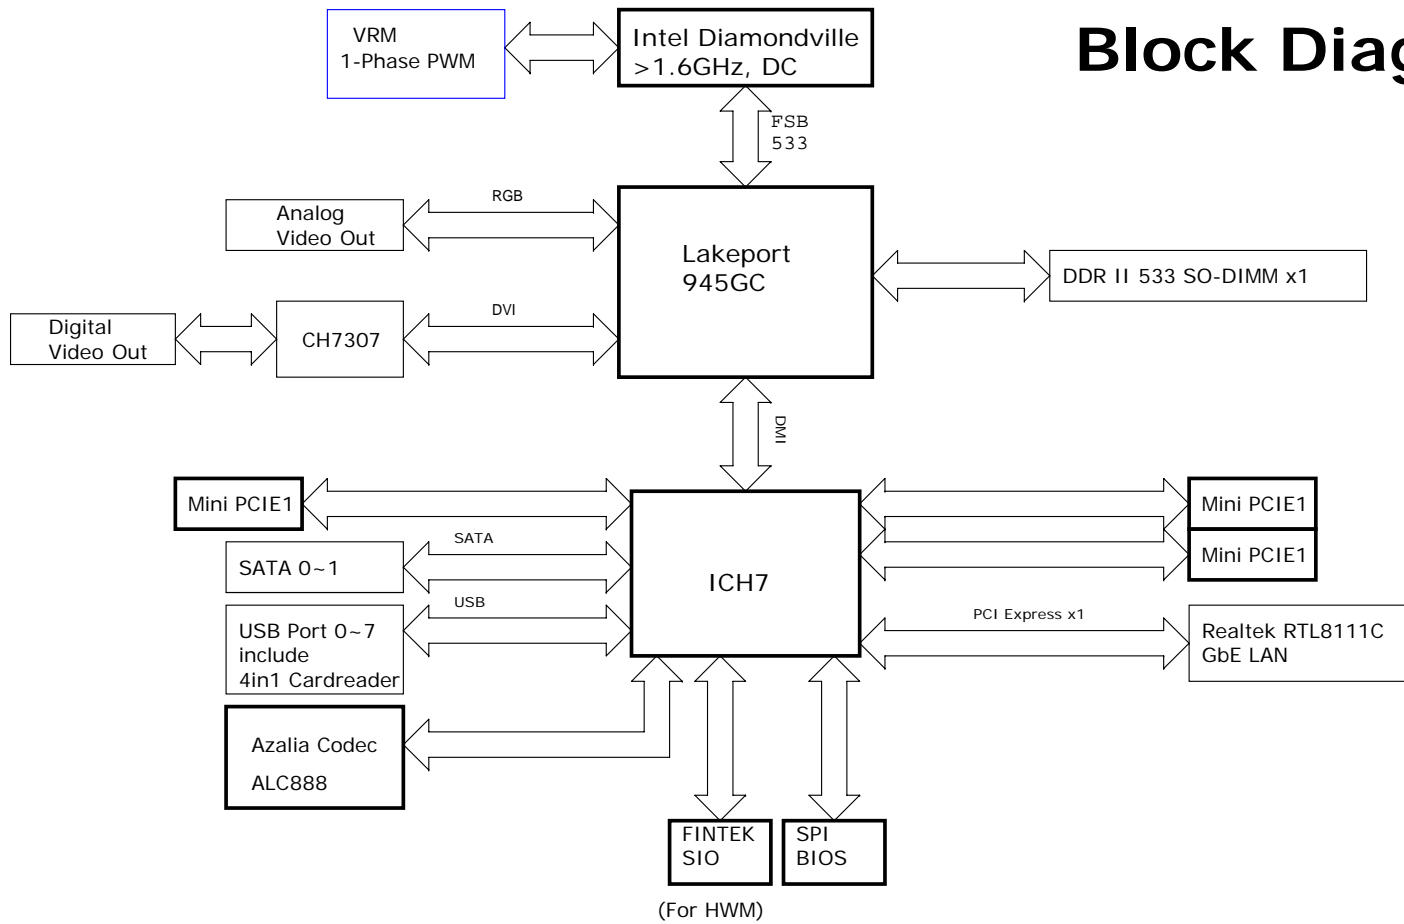 VRM
1-Phase PWM
Intel Diamondville
>1.6GHz, DC
Block Diag
FSB
533
RGB
Analog
Video Out
Lakeport
945GC
DDR II 533 SO-DIMM x1
DVI
Digital
Video Out
CH7307
DMI
Mini PCIE1
Mini PCIE1
SATA
SATA 0~1
Mini PCIE1
ICH7
USB
USB Port 0~7
include
4in1 Cardreader
PCI Express x1
Realtek RTL8111C
GbE LAN
Azalia Codec
ALC888
FINTEK
SIO
SPI
BIOS
(For HWM)